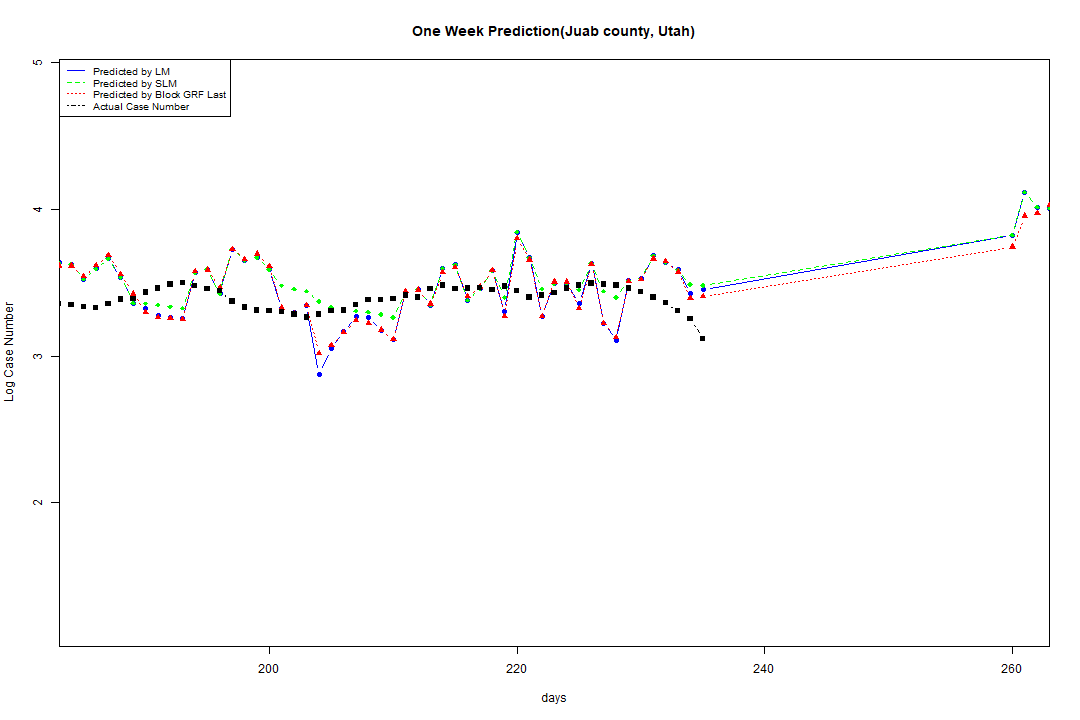 One Week Prediction(Juab county, Utah)
Predicted by LM
Predicted by SLM
Predicted by Block GRF Last
Actual Case Number
5
4
3
2
Log Case Number
200 220 240 260
days